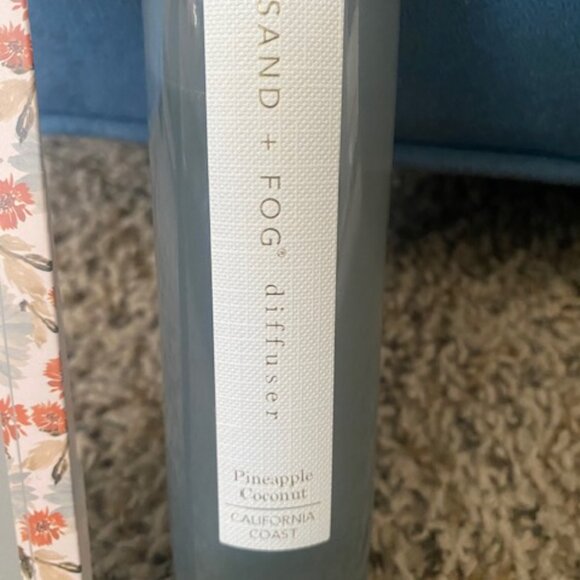 SAND + FOG® diffuser
Pineapple
Coconut
CALIFORNIA
COAST